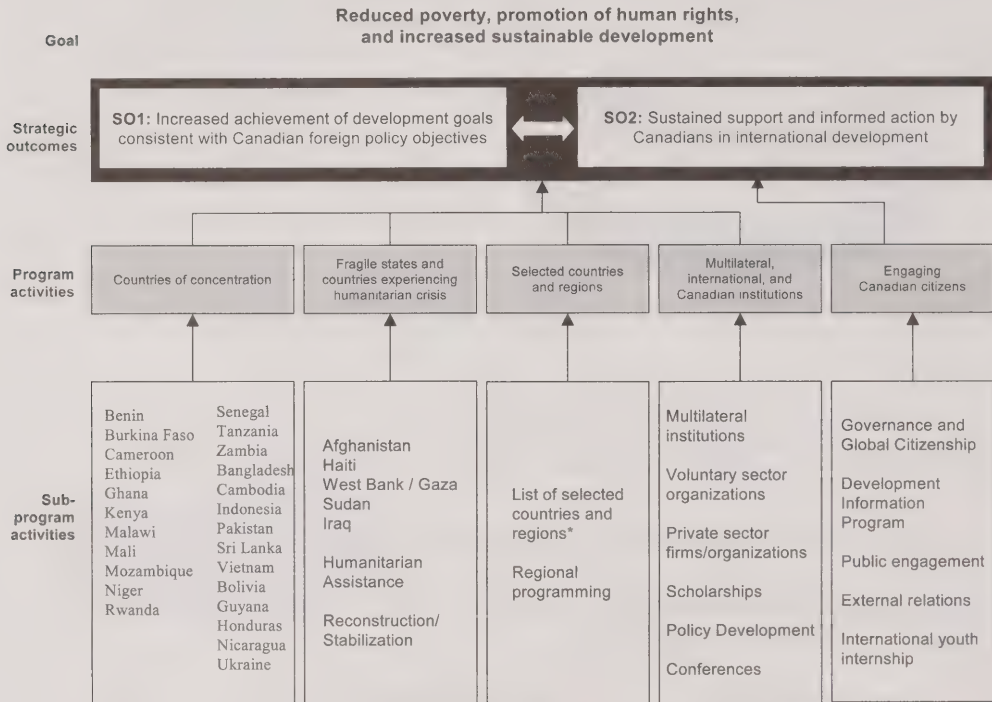 Goal
Reduced poverty, promotion of human rights,
and increased sustainable development
Strategic
outcomes
SO1: Increased achievement of development goals
consistent with Canadian foreign policy objectives
SO2: Sustained support and informed action by
Canadians in international development
Program
activities
Countries of concentration
Fragile states and
countries experiencing
humanitarian crisis
Selected countries
and regions
Multilateral,
international, and
Canadian institutions
Engaging
Canadian citizens
Sub-
program
activities
Benin
Burkina Faso
Cameroon
Ethiopia
Ghana
Kenya
Malawi
Mali
Mozambique
Niger
Rwanda
Senegal
Tanzania
Zambia
Bangladesh
Cambodia
Indonesia
Pakistan
Sri Lanka
Vietnam
Bolivia
Guyana
Honduras
Nicaragua
Ukraine
Afghanistan
Haiti
West Bank / Gaza
Sudan
Iraq
Humanitarian
Assistance
Reconstruction/
Stabilization
List of selected
countries and
regions*
Regional
programming
Multilateral
institutions
Voluntary sector
organizations
Private sector
firms/organizations
Scholarships
Policy Development
Conferences
Governance and
Global Citizenship
Development
Information
Program
Public engagement
External relations
International youth
internship